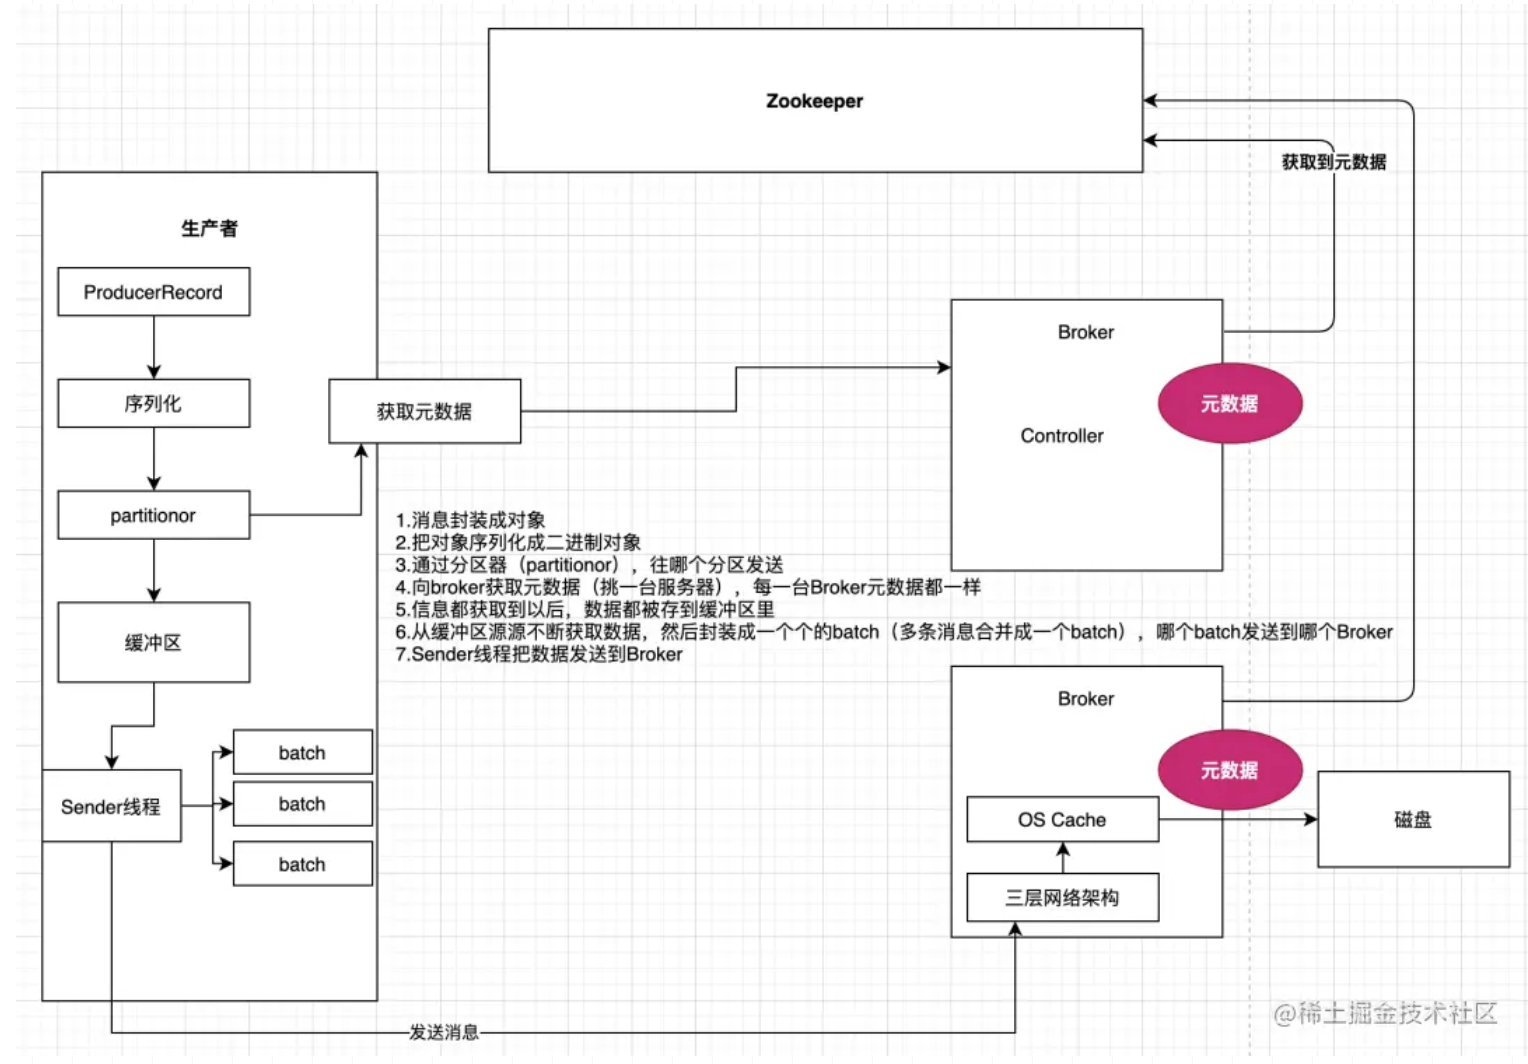 Zookeeper
获取到元数据
生产者
ProducerRecord
序列化
partitionor
缓冲区
Sender线程
batch
batch
batch
获取元数据
Broker
Controller
元数据
1.消息封装成对象
2.把对象序列化成二进制对象
3.通过分区器（partitionor），往哪个分区发送
4.向broker获取元数据（挑一台服务器），每一台Broker元数据都一样
5.信息都获取到以后，数据都被存到缓冲区里
6.从缓冲区源源不断获取数据，然后封装成一个个的batch（多条消息合并成一个batch），哪个batch发送到哪个Broker
7.Sender线程把数据发送到Broker
Broker
元数据
OS Cache
三层网络架构
磁盘
发送消息
@稀土掘金技术社区